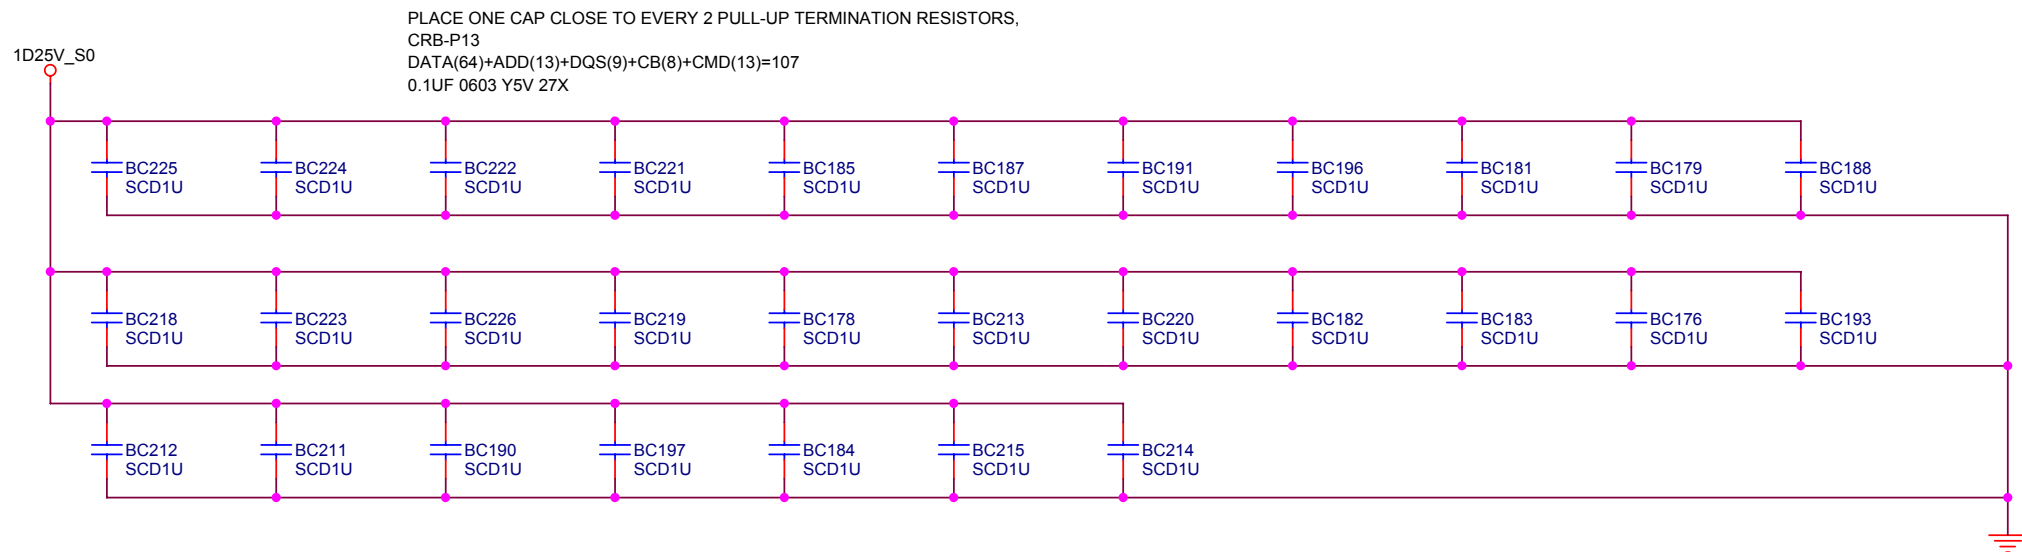 PLACE ONE CAP CLOSE TO EVERY 2 PULL-UP TERMINATION RESISTORS,
CRB-P13
DATA(64)+ADD(13)+DQS(9)+CB(8)+CMD(13)=107
0.1UF 0603 Y5V 27X
1D25V_S0
BC225 BC224 BC222 BC221 BC185 BC187 BC191 BC196 BC181 BC179 BC188
SCD1U SCD1U SCD1U SCD1U SCD1U SCD1U SCD1U SCD1U SCD1U SCD1U SCD1U
BC218 BC223 BC226 BC219 BC178 BC213 BC220 BC182 BC183 BC176 BC193
SCD1U SCD1U SCD1U SCD1U SCD1U SCD1U SCD1U SCD1U SCD1U SCD1U SCD1U
BC212 BC211 BC190 BC197 BC184 BC215 BC214
SCD1U SCD1U SCD1U SCD1U SCD1U SCD1U SCD1U